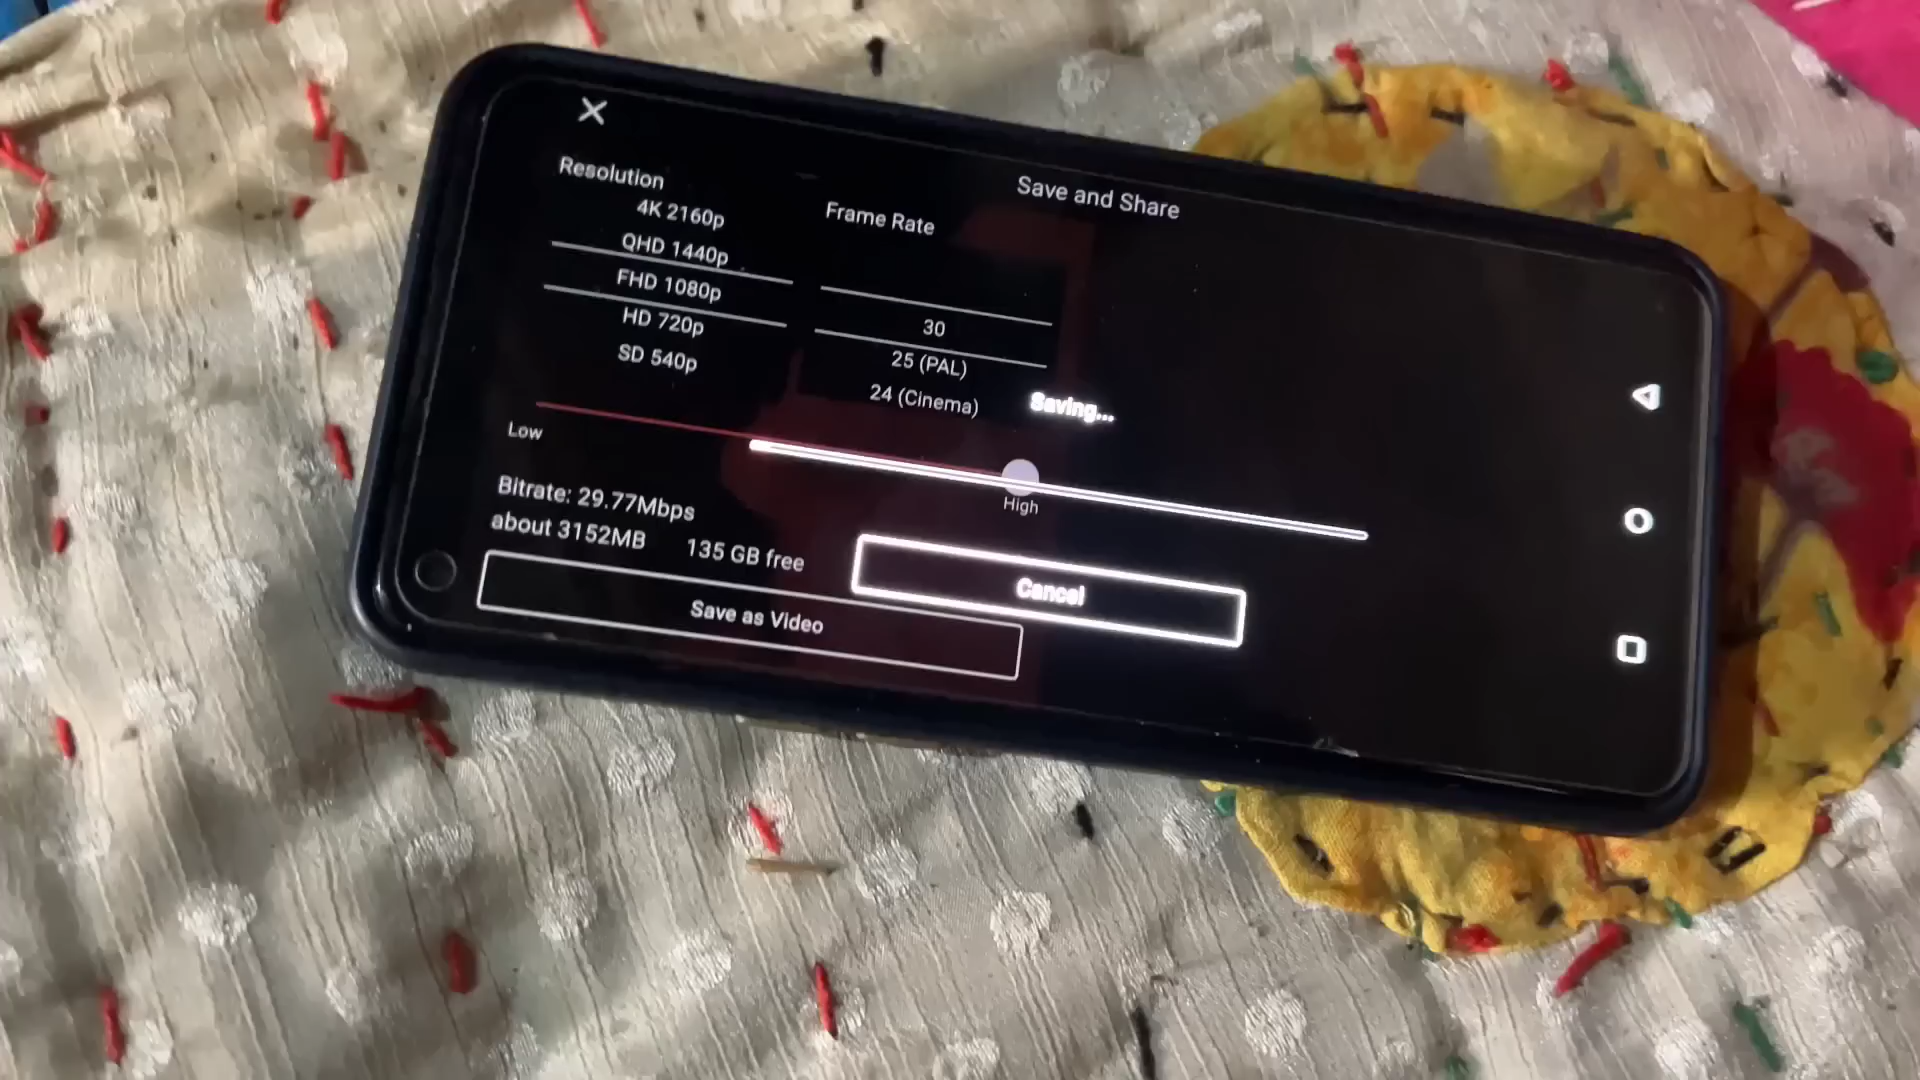 Save and Share
Resolution
4K 2160p
QHD 1440p
FHD 1080p
HD 720p
SD 540p
Frame Rate
30
25 (PAL)
24 (Cinema)
Saving...
Low
High
Bitrate: 29.77Mbps
about 3152MB
135 GB free
Cancel
Save as Video